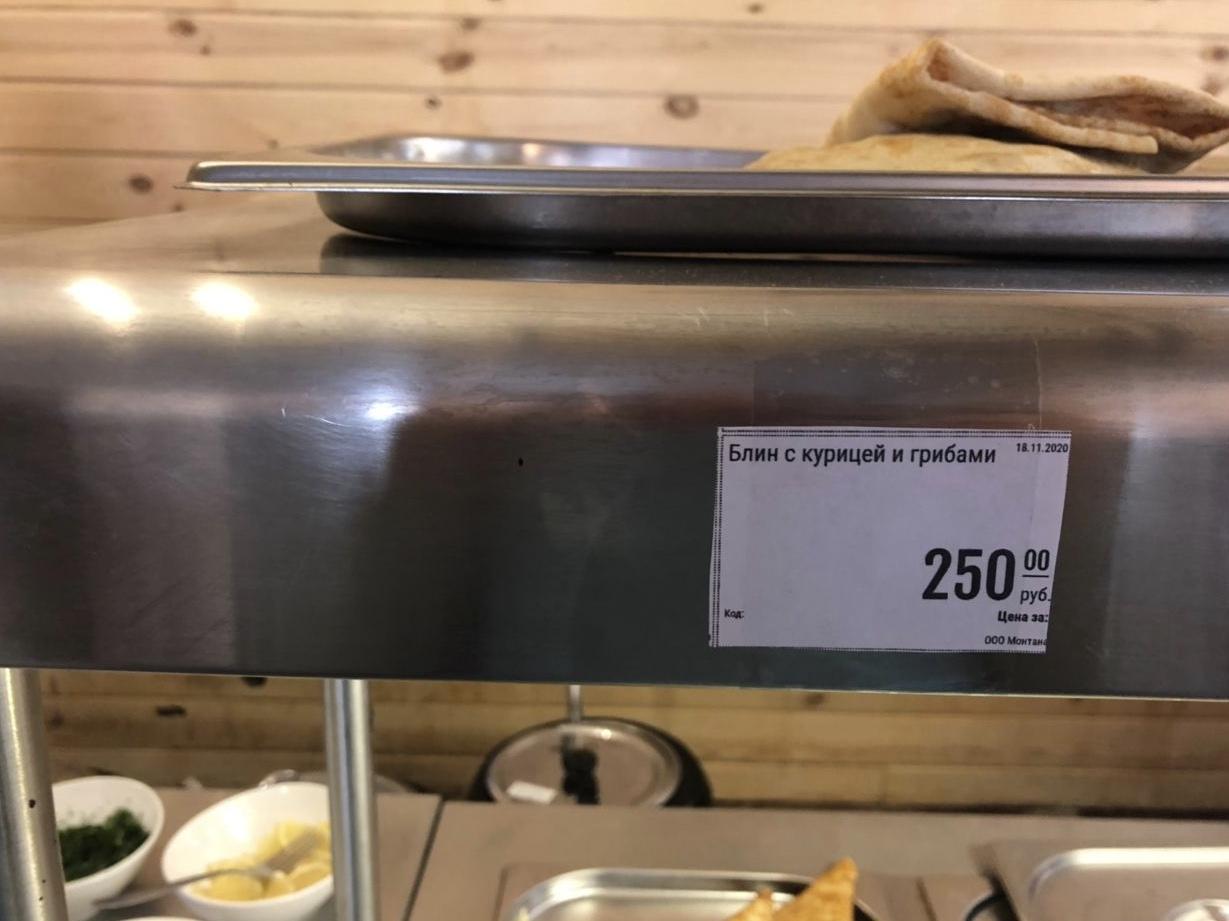 Блин с курицей и грибами 18.11.2020
250 00
руб.
Код: Цена за:
ООО Монтана